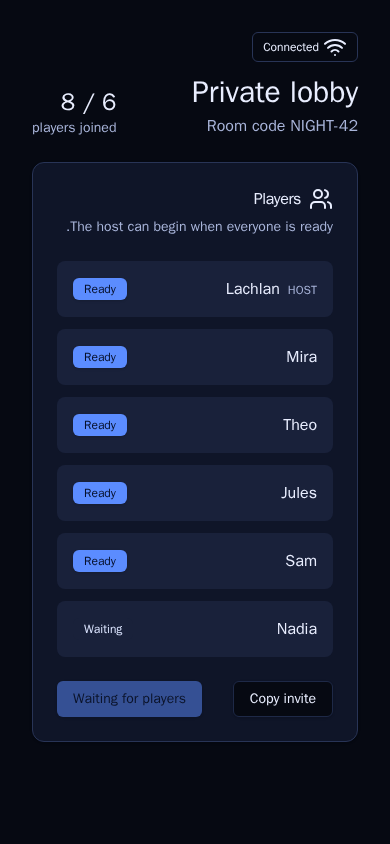 Connected
Private lobby
Room code NIGHT-42
8 / 6
players joined
Players
.The host can begin when everyone is ready
Lachlan HOST
Ready
Mira
Ready
Theo
Ready
Jules
Ready
Sam
Ready
Nadia
Waiting
Copy invite
Waiting for players